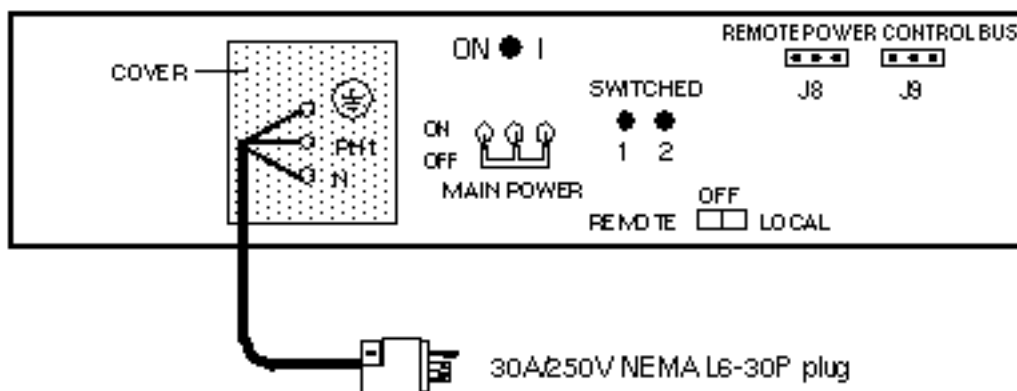 REMOTE POWER CONTROL BUS
ON I
COVER
J8 J9
SWITCHED
ON
OFF
1 2
N
MAIN POWER
OFF
REMOTE LOCAL
30A/250V NEMA L6-30P plug